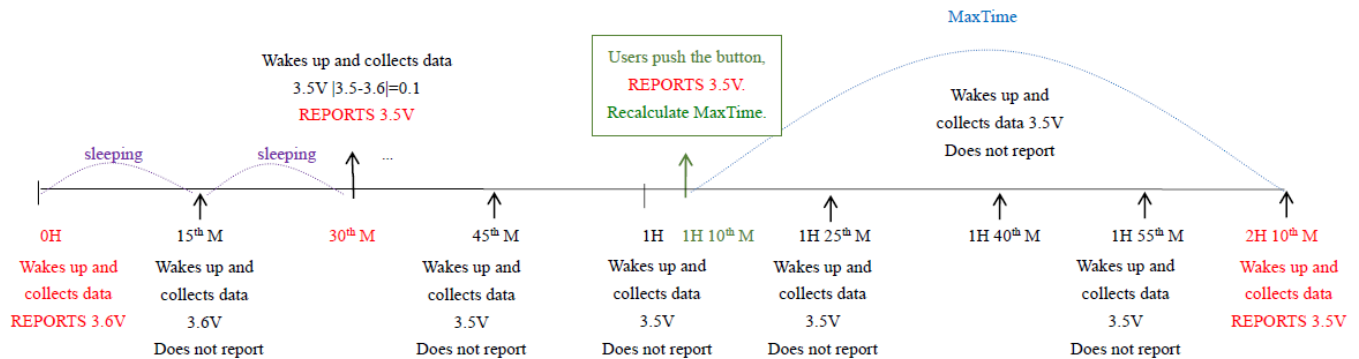 MaxTime
Wakes up and collects data
3.5V |3.5-3.6|=0.1
REPORTS 3.5V
Users push the button,
REPORTS 3.5V.
Recalculate MaxTime.
Wakes up and
collects data 3.5V
Does not report
sleeping
sleeping
...
0H
15th M
30th M
45th M
1H
1H 10th M
1H 25th M
1H 40th M
1H 55th M
2H 10th M
Wakes up and
collects data
REPORTS 3.6V
Wakes up and
collects data
3.6V
Does not report
Wakes up and
collects data
3.5V
Does not report
Wakes up and
collects data
3.5V
Does not report
Wakes up and
collects data
3.5V
Does not report
Wakes up and
collects data
3.5V
Does not report
Wakes up and
collects data
REPORTS 3.5V